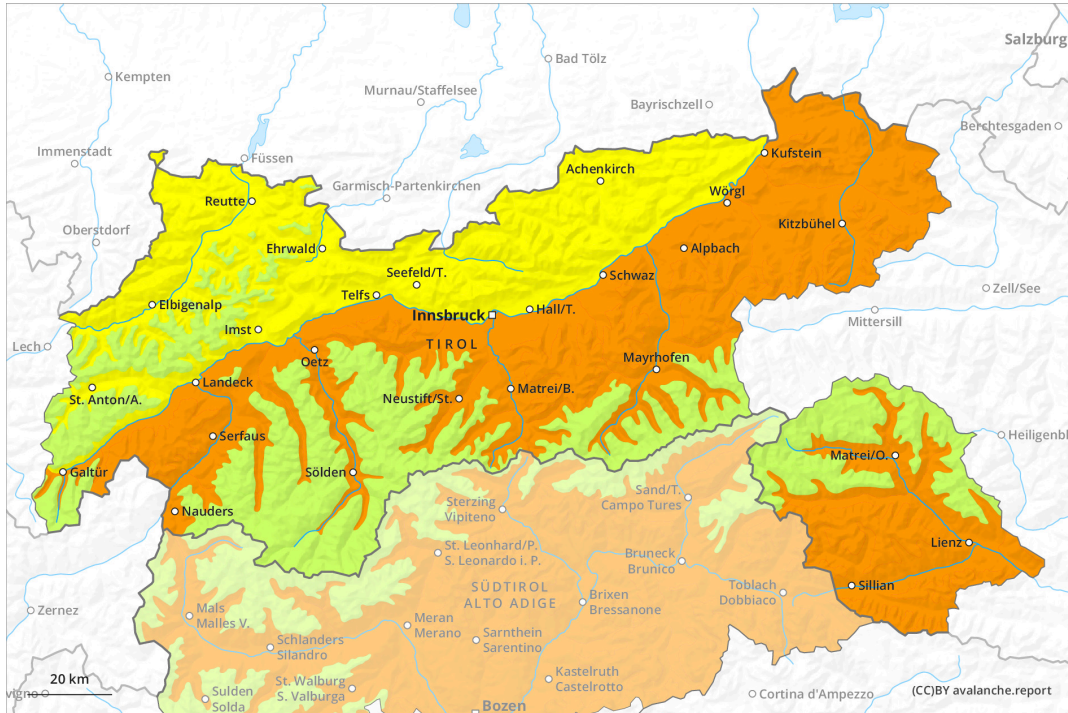 Salzburg
Kempten
Bad Tölz
Murnau/Staffelsee
Bayrischzell
Berchtesgaden
Immenstadt
Füssen
Kufstein
Achenkirch
Garmisch-Partenkirchen
Wörgl
Reutte
Oberstdorf
Kitzbühel
Ehrwald
Alpbach
Seefeld/T.
Schwaz
Zell/See
Telfs
Elbigenalp
Innsbruck
Hall/T.
Mittersill
Imst
Lech
TIROL
Oetz
Mayrhofen
Landeck
St. Anton/A.
Neustift/St.
Matrei/B.
Serfaus
Heiligenbl
Matrei/O.
Galtür
Sölden
Sand/T.
Campo Tures
Sterzing
Vipiteno
Nauders
Lienz
St. Leonhard/P.
S. Leonardo i. P.
Bruneck
Brunico
Sillian
SÜDTIROL
ALTO ADIGE
Toblach
Dobbiaco
Brixen
Bressanone
Zernez
Mals
Malles V.
Meran
Merano
Schlanders
Silandro
Sarnthein
Sarentino
St. Walburg
S. Valburga
Kastelruth
Castelrotto
20 km
vigno
Sulden
Solda
Cortina d'Ampezzo
(CC)BY avalanche.report
Bozen